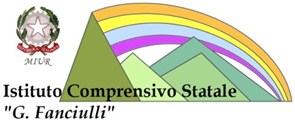 MIUR
Istituto Comprensivo Statale
"G. Fanciulli"